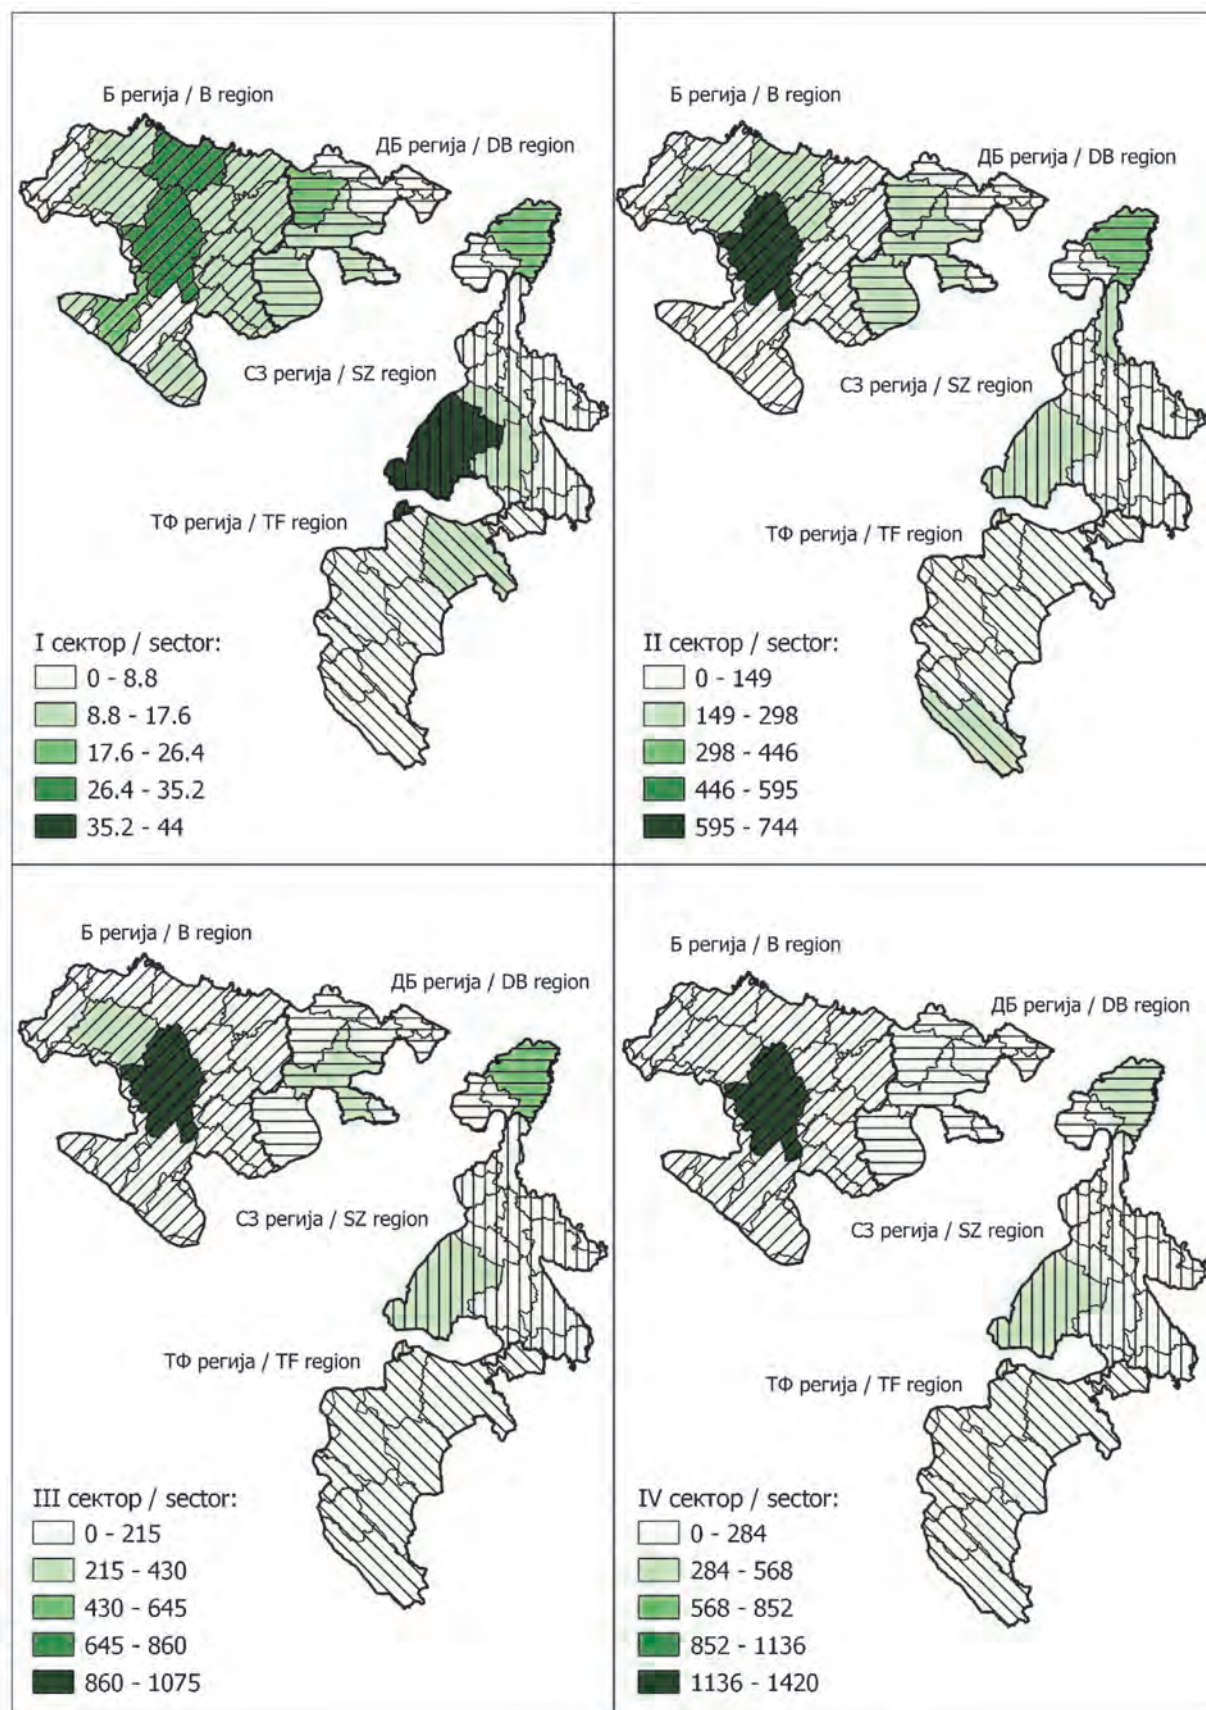 Б регија / B region
ДБ регија / DB region
СЗ регија / SZ region
ТФ регија / TF region
I сектор / sector:
0 - 8.8
8.8 - 17.6
17.6 - 26.4
26.4 - 35.2
35.2 - 44
Б регија / B region
ДБ регија / DB region
СЗ регија / SZ region
ТФ регија / TF region
II сектор / sector:
0 - 149
149 - 298
298 - 446
446 - 595
595 - 744
Б регија / B region
ДБ регија / DB region
СЗ регија / SZ region
ТФ регија / TF region
III сектор / sector:
0 - 215
215 - 430
430 - 645
645 - 860
860 - 1075
Б регија / B region
ДБ регија / DB region
СЗ регија / SZ region
ТФ регија / TF region
IV сектор / sector:
0 - 284
284 - 568
568 - 852
852 - 1136
1136 - 1420